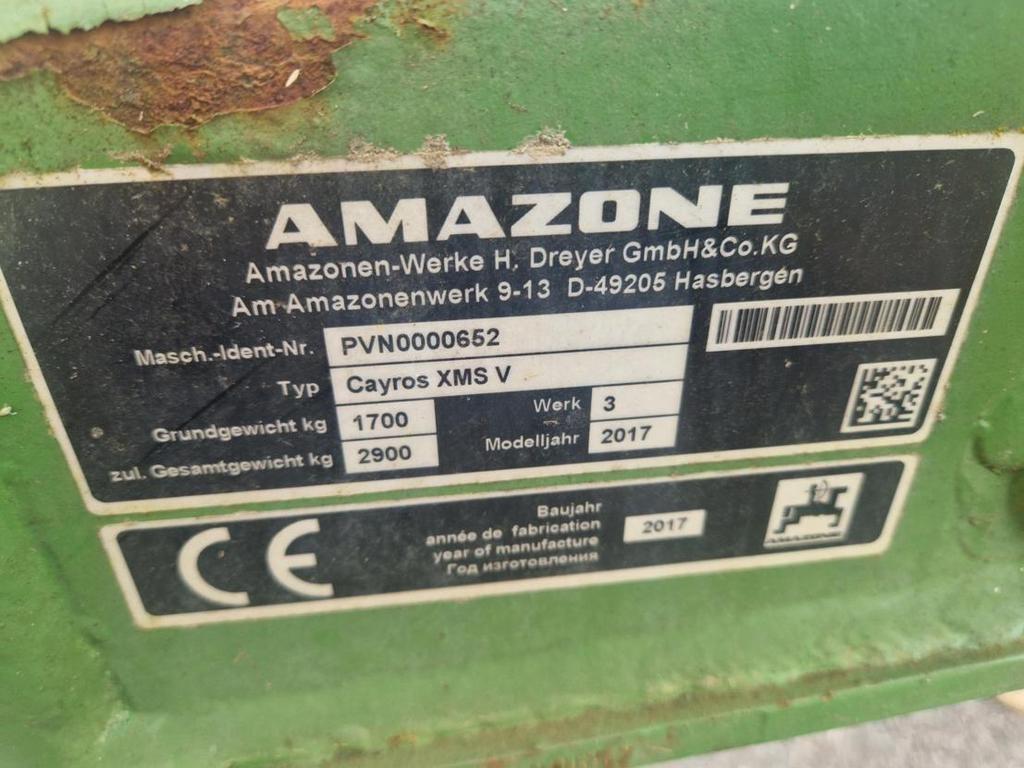 AMAZONE
Amazonen-Werke H. Dreyer GmbH&Co.KG
Am Amazonenwerk 9-13 D-49205 Hasbergen
Masch.-Ident-Nr. PVN0000652
Typ Cayros XMS V
Grundgewicht kg 1700 Werk 3
zul. Gesamtgewicht kg 2900 Modelljahr 2017
CE
Baujahr
année de fabrication
year of manufacture
Год изготовления
2017
AMAZONE